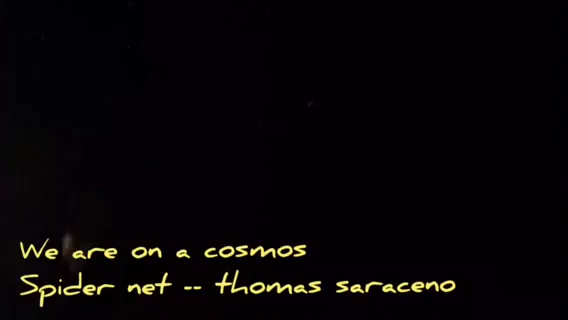 We are on a cosmos
Spider net -- thomas saraceno